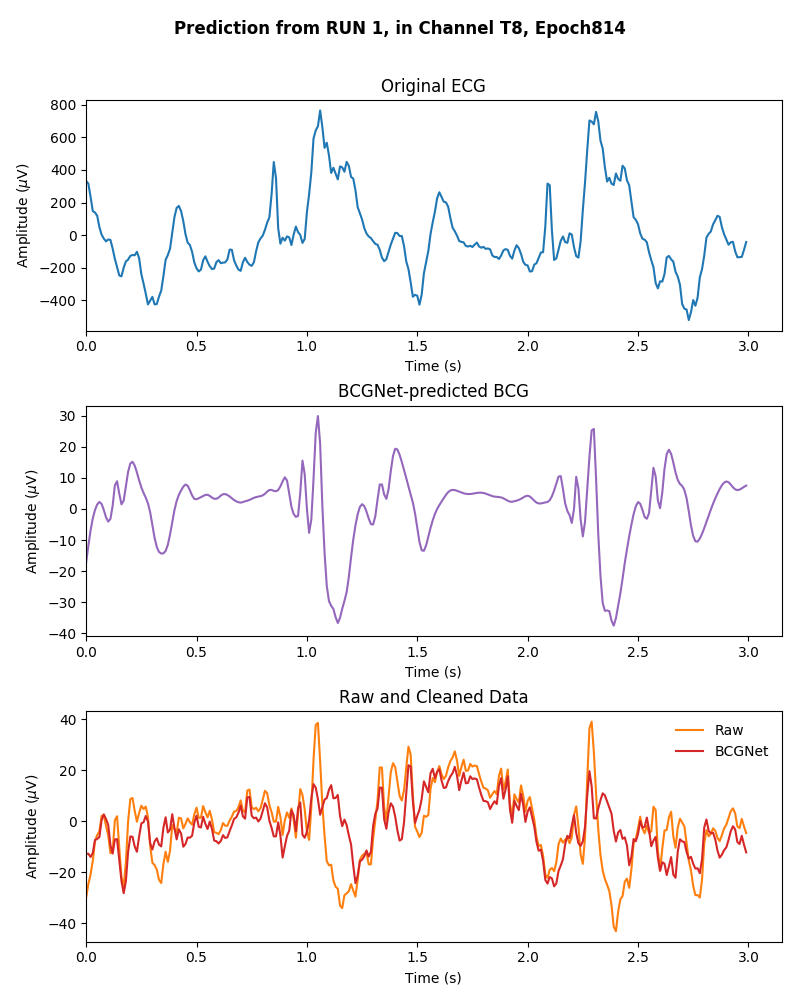 Prediction from RUN 1, in Channel T8, Epoch814
Original ECG
Amplitude (μV)
800
600
400
200
0
−200
−400
0.0 0.5 1.0 1.5 2.0 2.5 3.0
Time (s)
BCGNet-predicted BCG
Amplitude (μV)
30
20
10
0
−10
−20
−30
−40
0.0 0.5 1.0 1.5 2.0 2.5 3.0
Time (s)
Raw and Cleaned Data
Amplitude (μV)
40
20
0
−20
−40
Raw
BCGNet
0.0 0.5 1.0 1.5 2.0 2.5 3.0
Time (s)